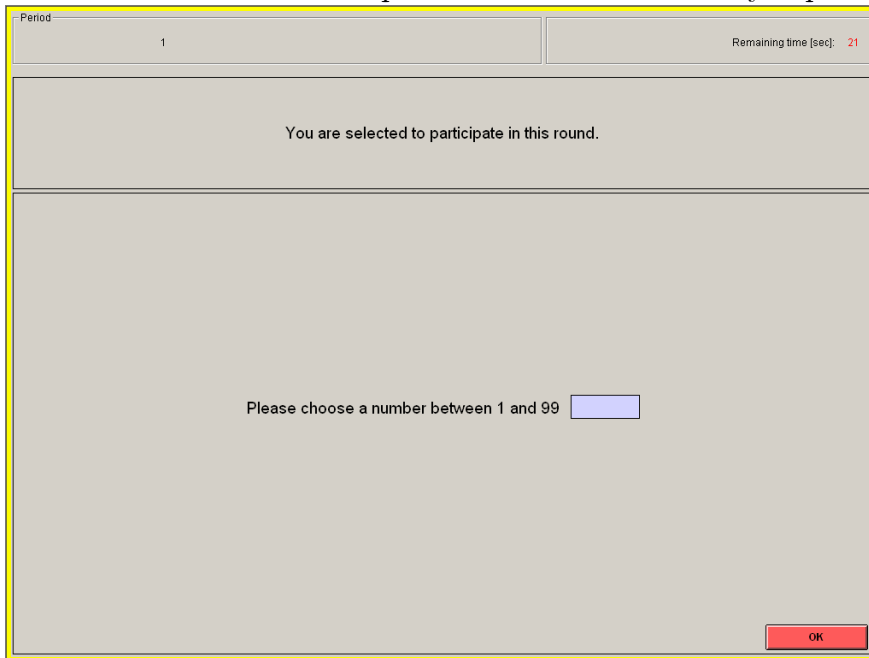 Period
1
Remaining time [sec]: 21
You are selected to participate in this round.
Please choose a number between 1 and 99
OK